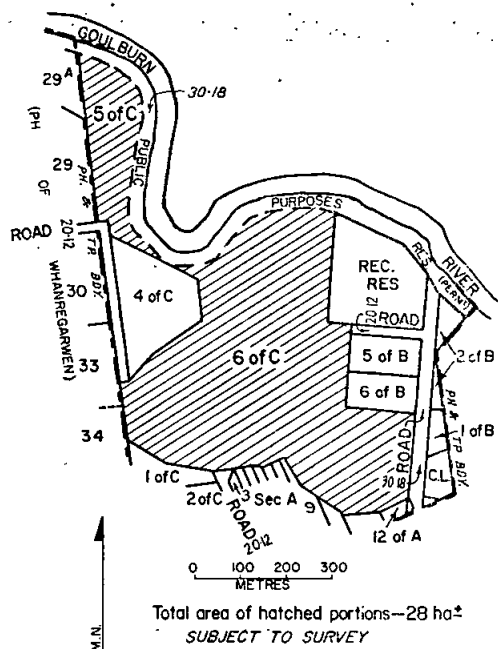 GOULBURN
29A
30·18
5 of C
(PH
PUBLIC
29
OF
PH. &
PURPOSES
ROAD
20·12
RES
RIVER
(PERMT)
TP BDY.
WHANREGARWEN)
REC.
RES
30
4 of C
20·12
ROAD
2 of B
33
6 of C
5 of B
6 of B
PH &
34
1 of B
TP BDY.
1 of C
ROAD
30·18
C.L.
2 of C
3 Sec A
9
ROAD
20·12
12 of A
0 100 200 300
METRES
M.N.
Total area of hatched portions—28 ha±
SUBJECT TO SURVEY